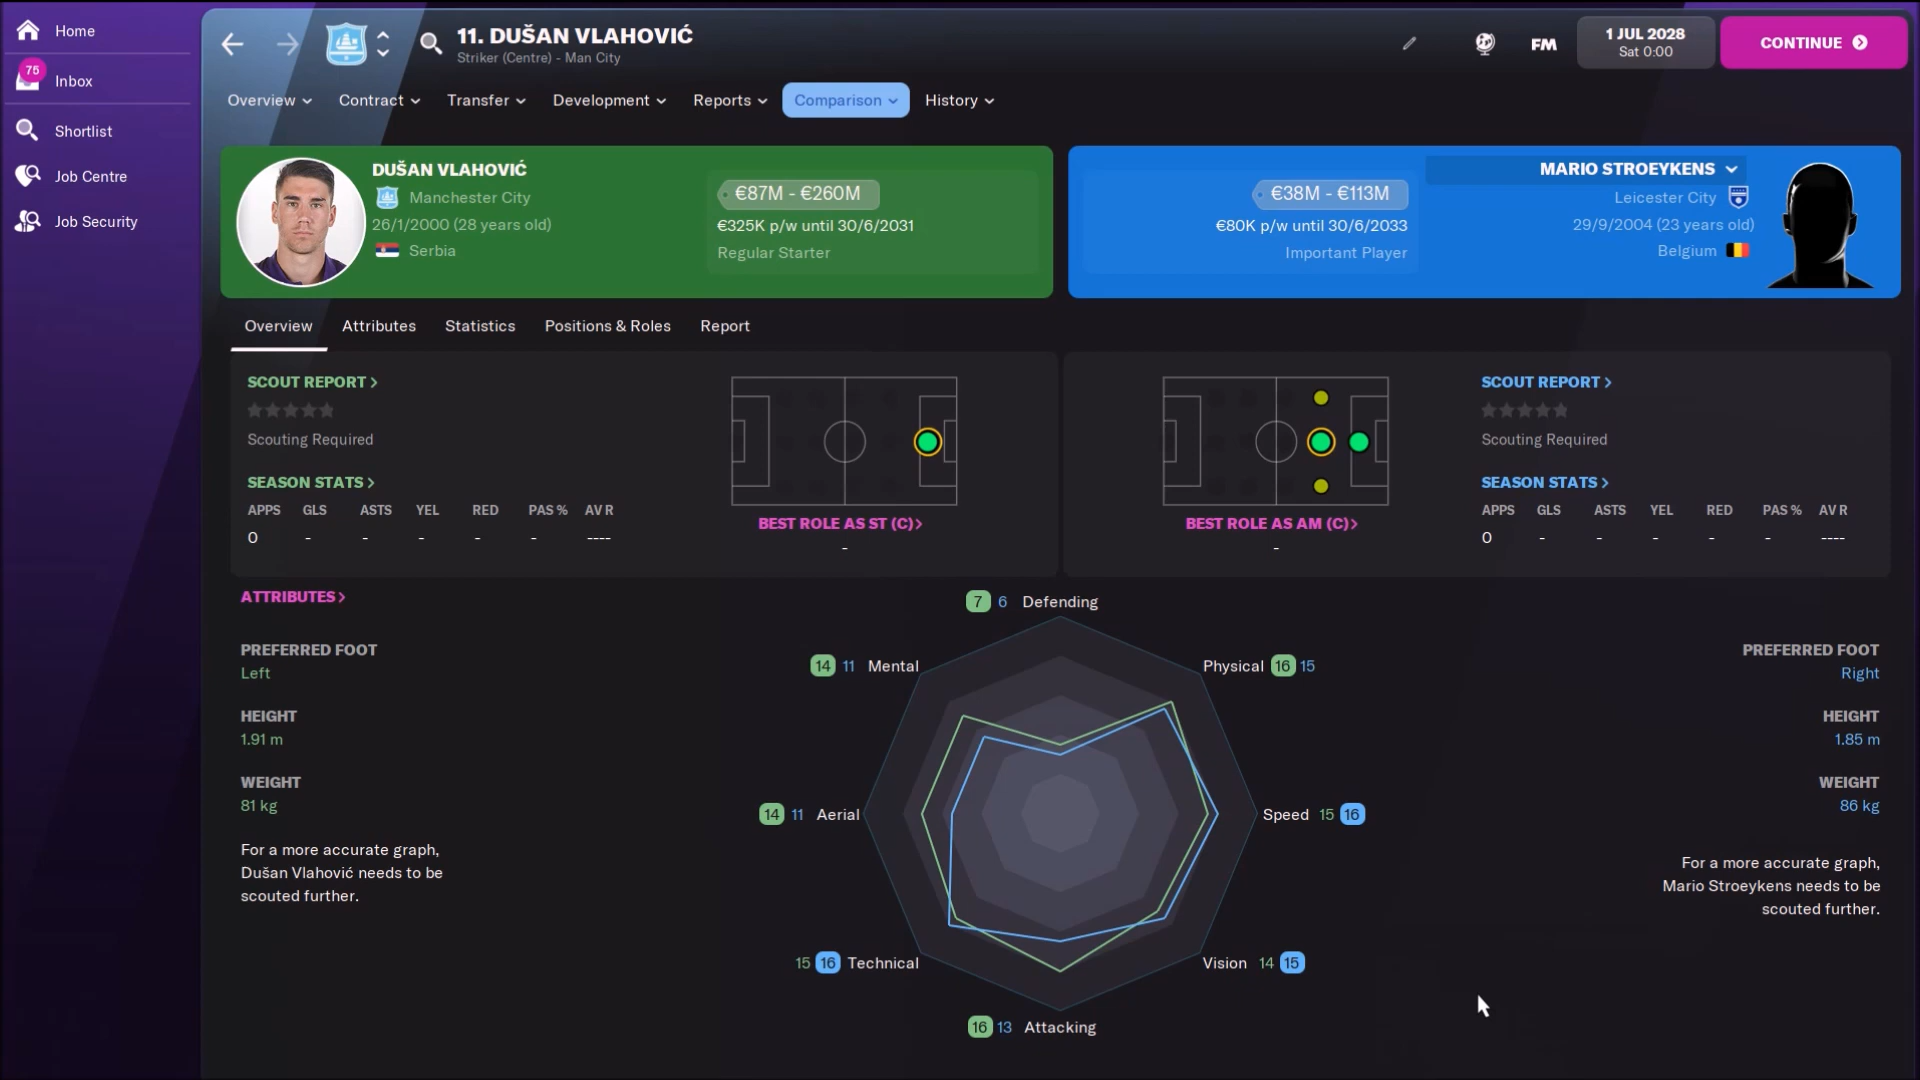 Home
75
Inbox
Shortlist
Job Centre
Job Security
11. DUŠAN VLAHOVIĆ
Striker (Centre) - Man City
FM
1 JUL 2028
Sat 0:00
CONTINUE
Overview
Contract
Transfer
Development
Reports
Comparison
History
DUŠAN VLAHOVIĆ
Manchester City
26/1/2000 (28 years old)
Serbia
€87M - €260M
€325K p/w until 30/6/2031
Regular Starter
€38M - €113M
€80K p/w until 30/6/2033
Important Player
MARIO STROEYKENS
Leicester City
29/9/2004 (23 years old)
Belgium
Overview
Attributes
Statistics
Positions & Roles
Report
SCOUT REPORT >
Scouting Required
SEASON STATS >
APPS GLS ASTS YEL RED PAS % AV R
0 - - - - - ----
BEST ROLE AS ST (C) >
-
BEST ROLE AS AM (C) >
-
SCOUT REPORT >
Scouting Required
SEASON STATS >
APPS GLS ASTS YEL RED PAS % AV R
0 - - - - - ----
ATTRIBUTES >
PREFERRED FOOT
Left
HEIGHT
1.91 m
WEIGHT
81 kg
For a more accurate graph,
Dušan Vlahović needs to be
scouted further.
7 6 Defending
14 11 Mental
Physical 16 15
14 11 Aerial
Speed 15 16
15 16 Technical
Vision 14 15
16 13 Attacking
PREFERRED FOOT
Right
HEIGHT
1.85 m
WEIGHT
86 kg
For a more accurate graph,
Mario Stroeykens needs to be
scouted further.